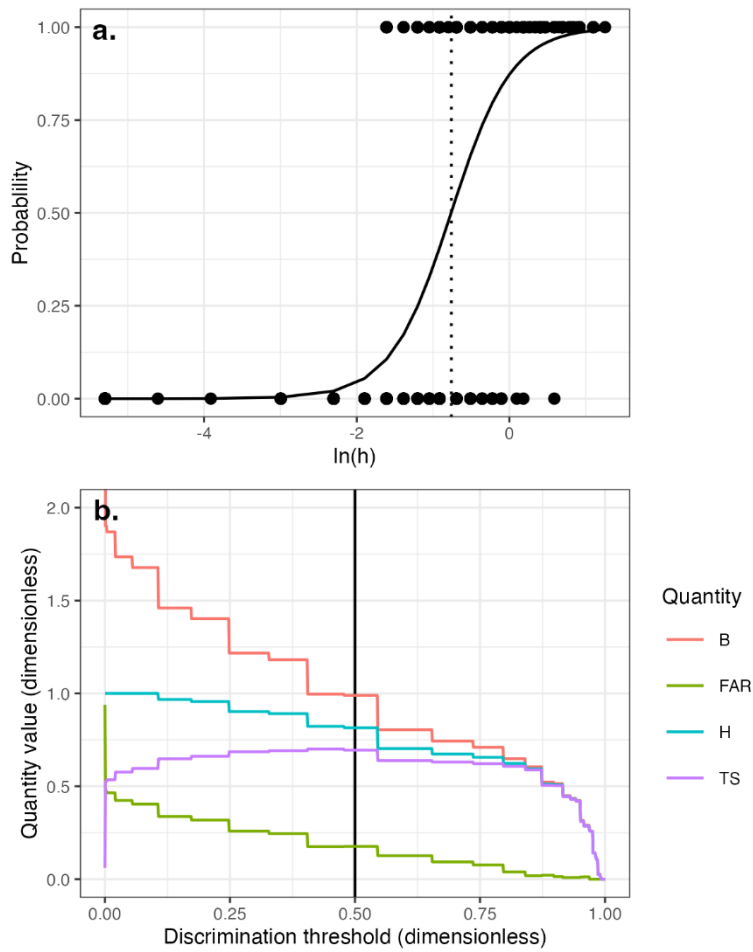 a.
1.00
0.75
0.50
0.25
0.00
Probablility
-4
-2
0
ln(h)
b.
2.0
1.5
1.0
0.5
0.0
Quantity value (dimensionless)
0.00
0.25
0.50
0.75
1.00
Discrimination threshold (dimensionless)
Quantity
B
FAR
H
TS